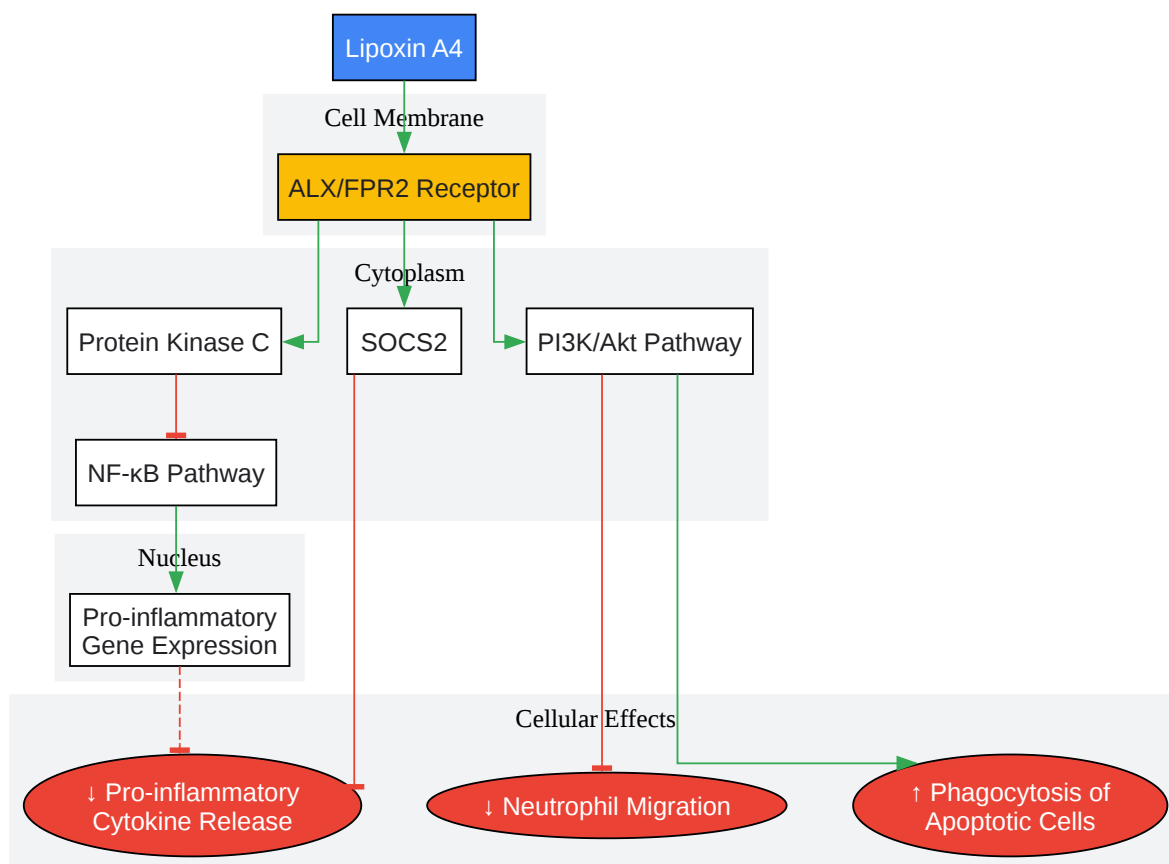 Lipoxin A4
Cell Membrane
ALX/FPR2 Receptor
Cytoplasm
Protein Kinase C
SOCS2
PI3K/Akt Pathway
NF-κB Pathway
Nucleus
Pro-inflammatory
Gene Expression
Cellular Effects
↓ Pro-inflammatory
Cytokine Release
↓ Neutrophil Migration
↑ Phagocytosis of
Apoptotic Cells